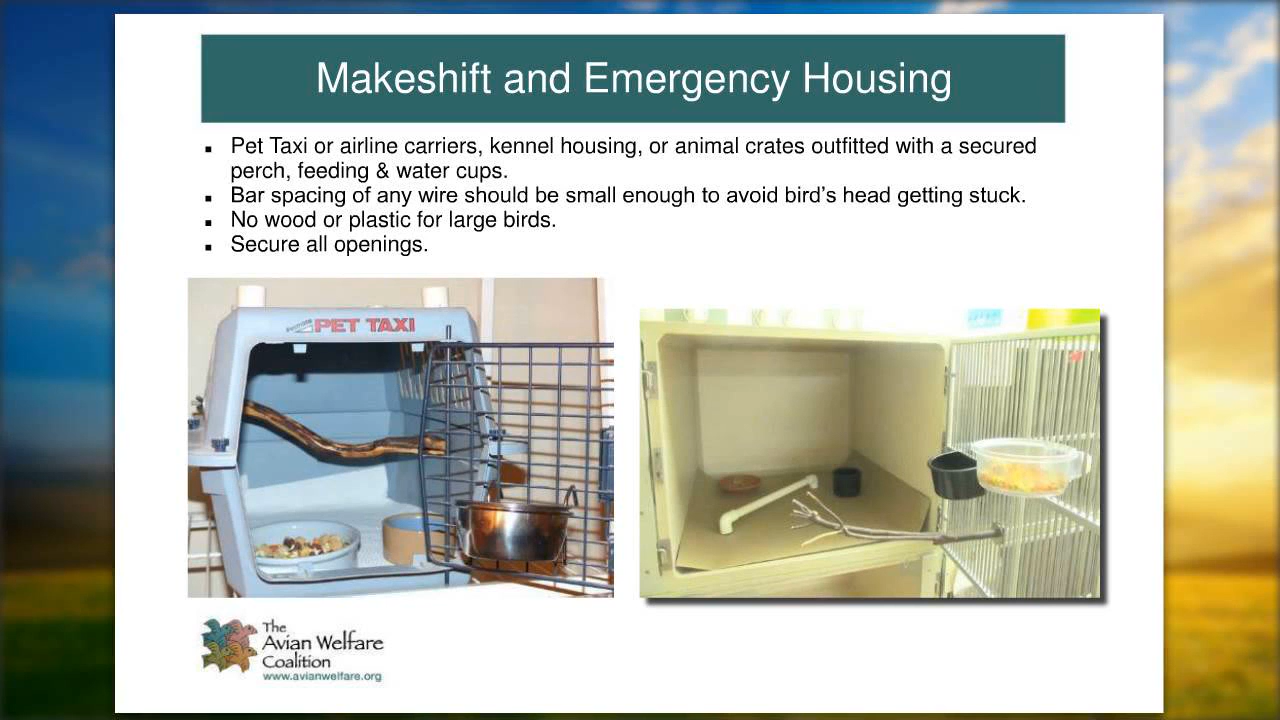 Makeshift and Emergency Housing
▪ Pet Taxi or airline carriers, kennel housing, or animal crates outfitted with a secured
perch, feeding & water cups.
▪ Bar spacing of any wire should be small enough to avoid bird’s head getting stuck.
▪ No wood or plastic for large birds.
▪ Secure all openings.
PET TAXI
The
Avian Welfare
Coalition
www.avianwelfare.org